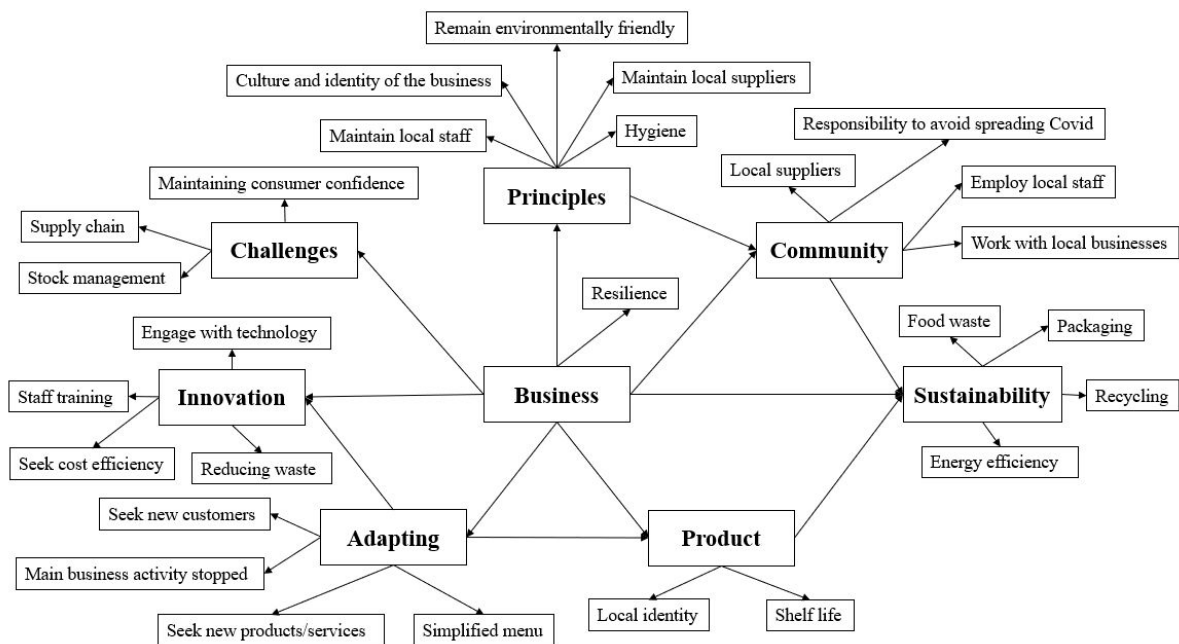 Remain environmentally friendly
Culture and identity of the business
Maintain local suppliers
Maintain local staff
Hygiene
Responsibility to avoid spreading Covid
Local suppliers
Maintaining consumer confidence
Principles
Employ local staff
Supply chain
Challenges
Community
Work with local businesses
Stock management
Resilience
Engage with technology
Food waste
Packaging
Staff training
Innovation
Business
Sustainability
Recycling
Seek cost efficiency
Reducing waste
Energy efficiency
Seek new customers
Adapting
Product
Main business activity stopped
Local identity
Shelf life
Seek new products/services
Simplified menu